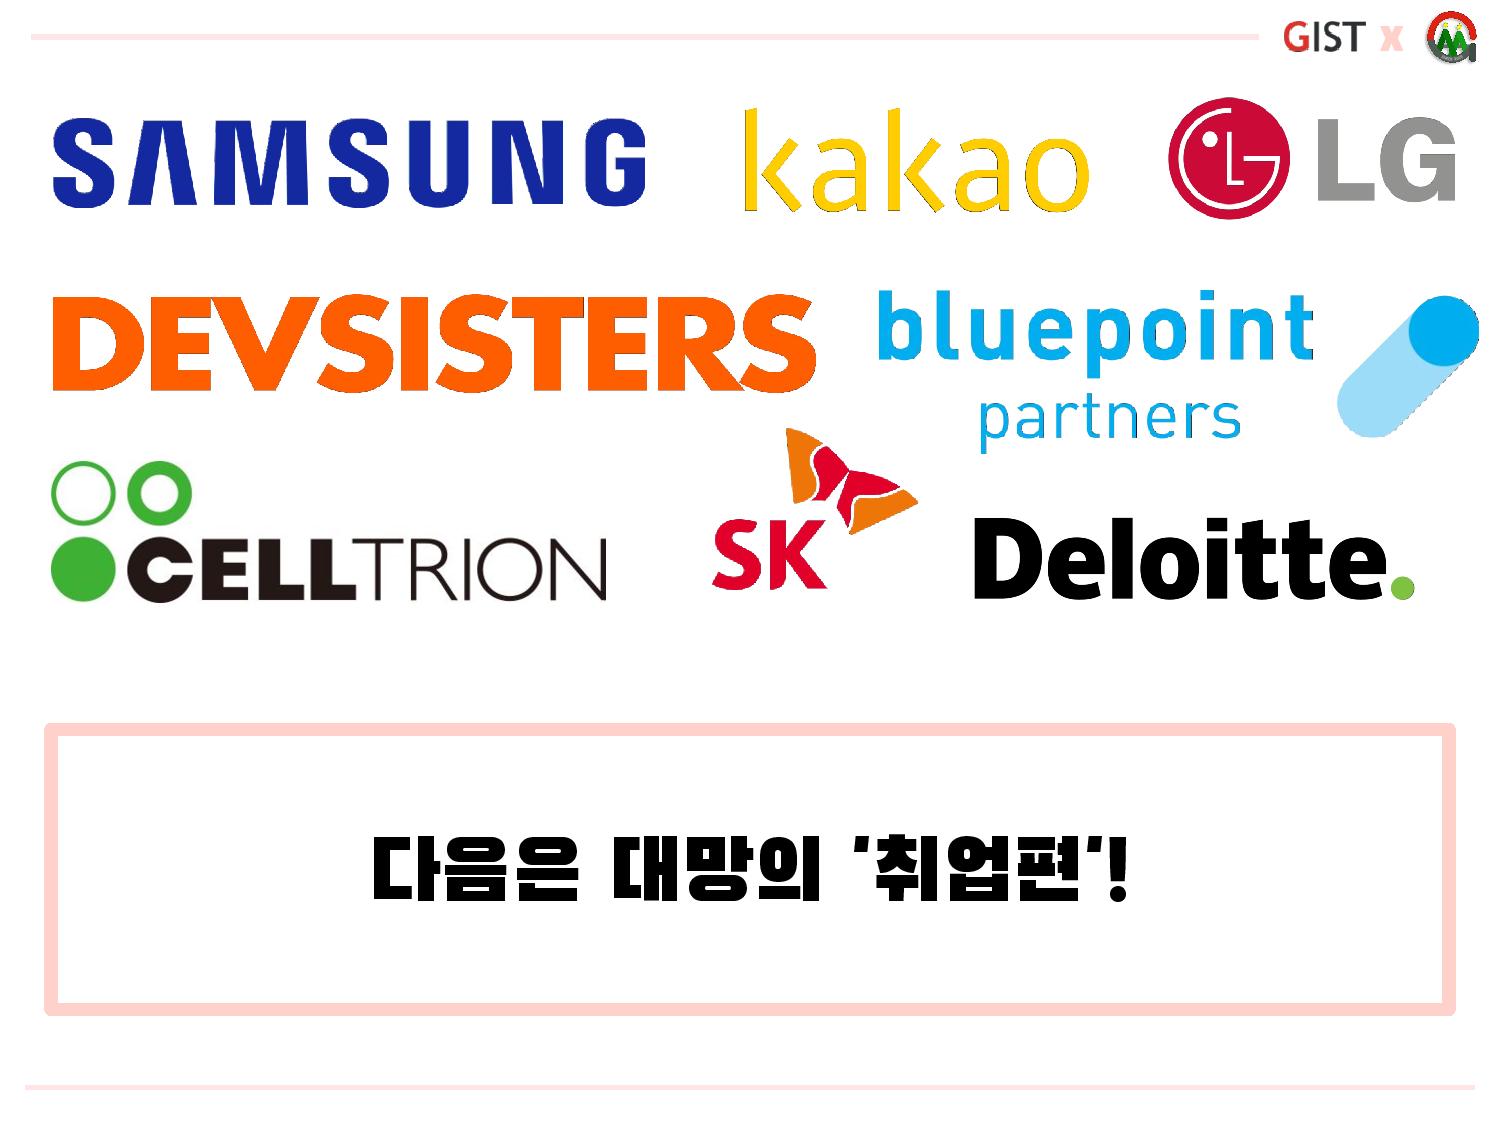 GIST x
SAMSUNG kakao LG
DEVSISTERS bluepoint
partners
CELLTRION SK Deloitte.
다음은 대망의 '취업편'!